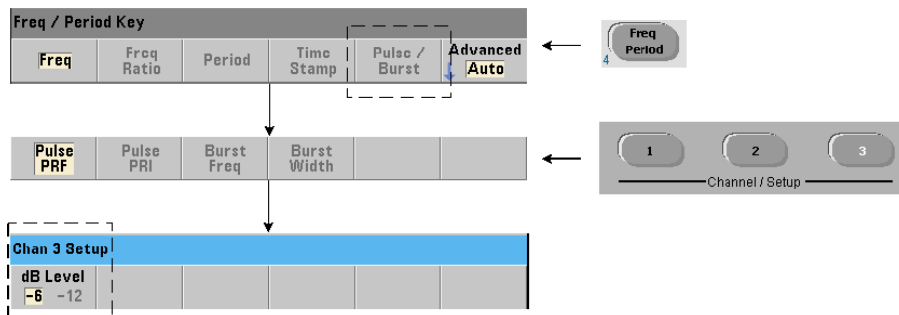 Freq / Period Key
Freq
Freq Ratio
Period
Time Stamp
Pulse / Burst
Advanced Auto
Freq Period
4
Pulse PRF
Pulse PRI
Burst Freq
Burst Width
1
2
3
Channel / Setup
Chan 3 Setup
dB Level
-6 -12